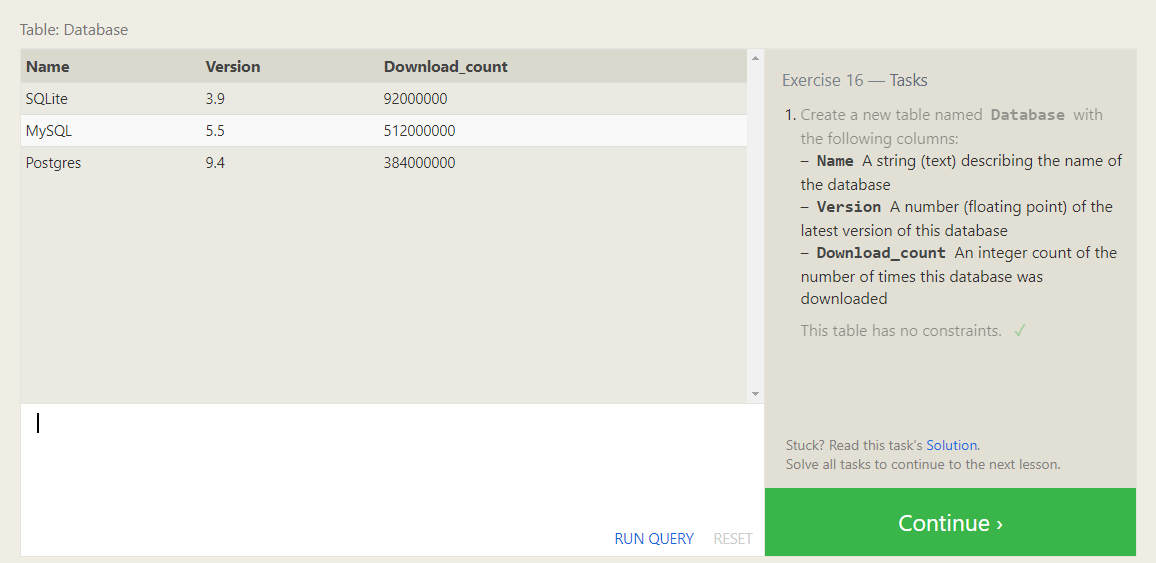 Table: Database
Name Version Download_count
SQLite 3.9 92000000
MySQL 5.5 512000000
Postgres 9.4 384000000
RUN QUERY RESET
Exercise 16 — Tasks
1. Create a new table named Database with
the following columns:
– Name A string (text) describing the name of
the database
– Version A number (floating point) of the
latest version of this database
– Download_count An integer count of the
number of times this database was
downloaded
This table has no constraints. ✓
Stuck? Read this task's Solution.
Solve all tasks to continue to the next lesson.
Continue ›